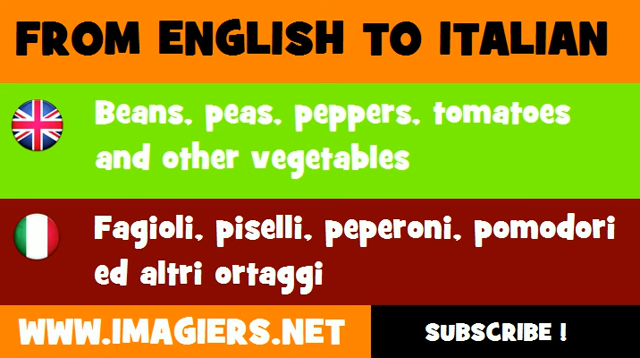 FROM ENGLISH TO ITALIAN
Beans, peas, peppers, tomatoes
and other vegetables
Fagioli, piselli, peperoni, pomodori
ed altri ortaggi
WWW.IMAGIERS.NET
SUBSCRIBE !